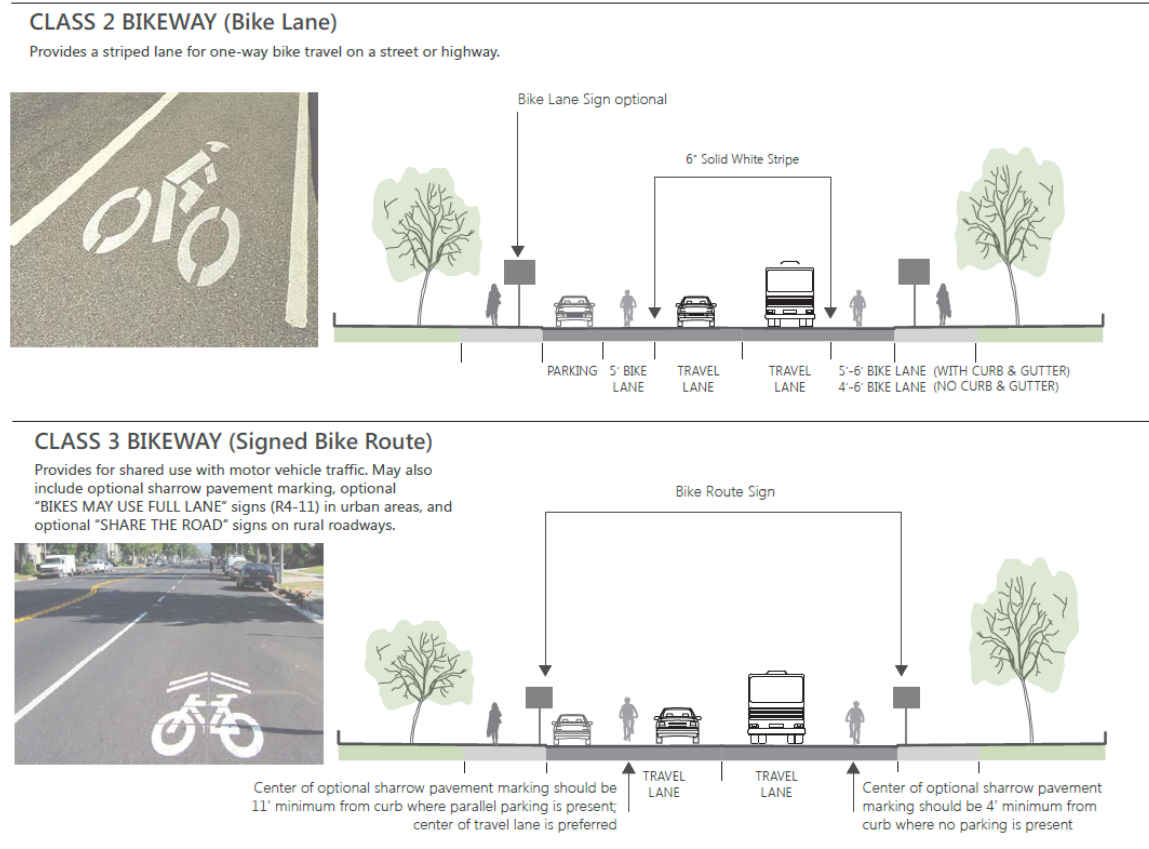 CLASS 2 BIKEWAY (Bike Lane)
Provides a striped lane for one-way bike travel on a street or highway.
Bike Lane Sign optional
6" Solid White Stripe
PARKING
5' BIKE
LANE
TRAVEL
LANE
TRAVEL
LANE
5'-6' BIKE LANE (WITH CURB & GUTTER)
4'-6' BIKE LANE (NO CURB & GUTTER)
CLASS 3 BIKEWAY (Signed Bike Route)
Provides for shared use with motor vehicle traffic. May also
include optional sharrow pavement marking, optional
“BIKES MAY USE FULL LANE” signs (R4-11) in urban areas, and
optional “SHARE THE ROAD” signs on rural roadways.
Bike Route Sign
Center of optional sharrow pavement marking should be
11' minimum from curb where parallel parking is present;
center of travel lane is preferred
TRAVEL
LANE
TRAVEL
LANE
Center of optional sharrow pavement
marking should be 4' minimum from
curb where no parking is present